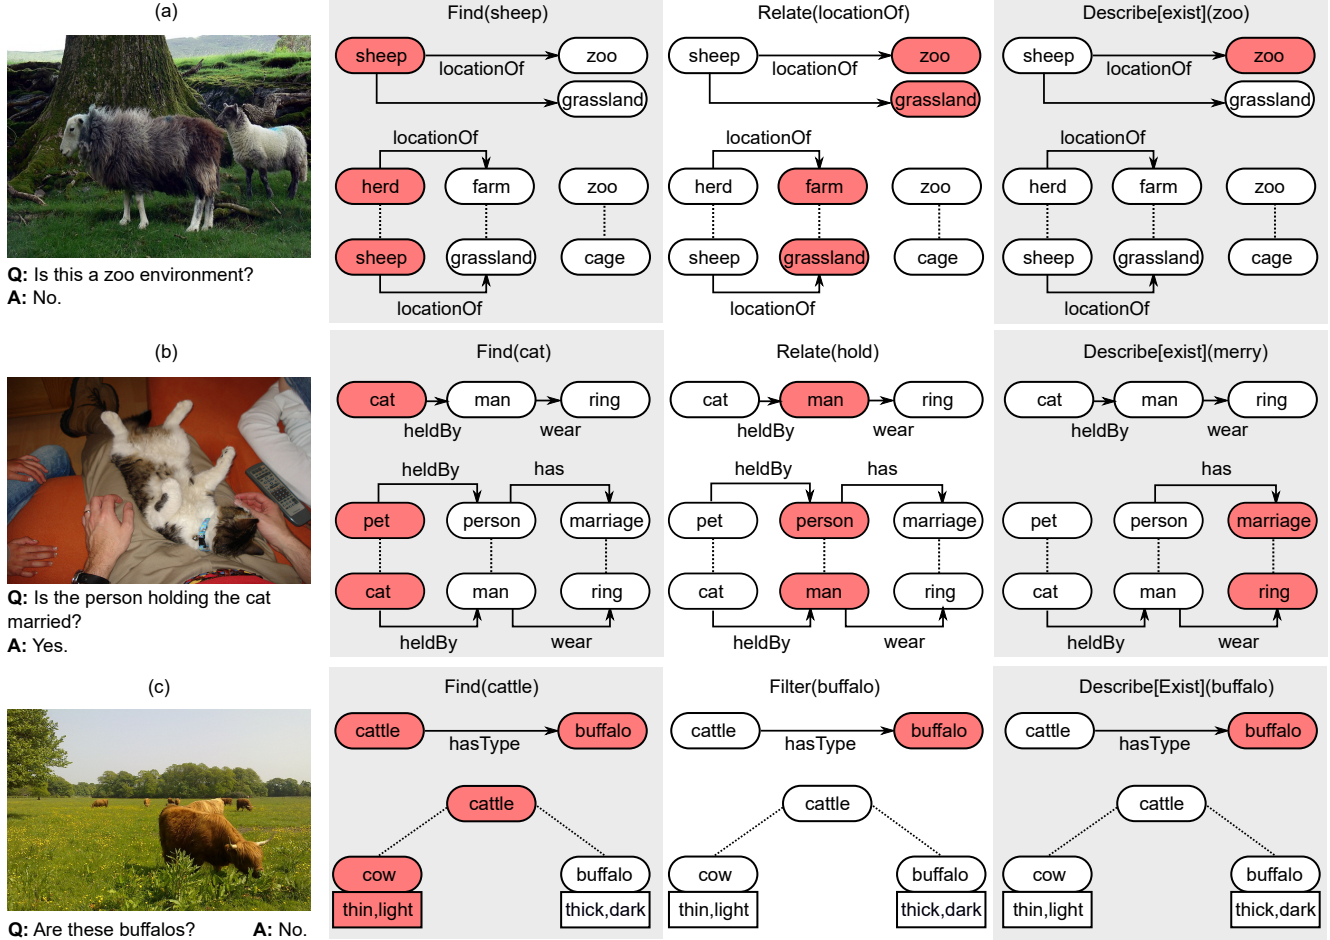 (a)
Find(sheep)
Relate(locationOf)
Describe[exist](zoo)
sheep
locationOf
zoo
grassland
locationOf
herd
farm
zoo
sheep
grassland
cage
locationOf
sheep
locationOf
zoo
grassland
locationOf
herd
farm
zoo
sheep
grassland
cage
locationOf
sheep
locationOf
zoo
grassland
locationOf
herd
farm
zoo
sheep
grassland
cage
locationOf
Q: Is this a zoo environment?
A: No.
(b)
Find(cat)
Relate(hold)
Describe[exist](merry)
cat
man
ring
heldBy
wear
heldBy
has
pet
person
marriage
cat
man
ring
heldBy
wear
cat
man
ring
heldBy
wear
heldBy
has
pet
person
marriage
cat
man
ring
heldBy
wear
cat
man
ring
heldBy
wear
has
pet
person
marriage
cat
man
ring
heldBy
wear
Q: Is the person holding the cat
married?
A: Yes.
(c)
Find(cattle)
Filter(buffalo)
Describe[Exist](buffalo)
cattle
hasType
buffalo
cattle
cow
buffalo
thin,light
thick,dark
cattle
hasType
buffalo
cattle
cow
buffalo
thin,light
thick,dark
cattle
hasType
buffalo
cattle
cow
buffalo
thin,light
thick,dark
Q: Are these buffalos?
A: No.